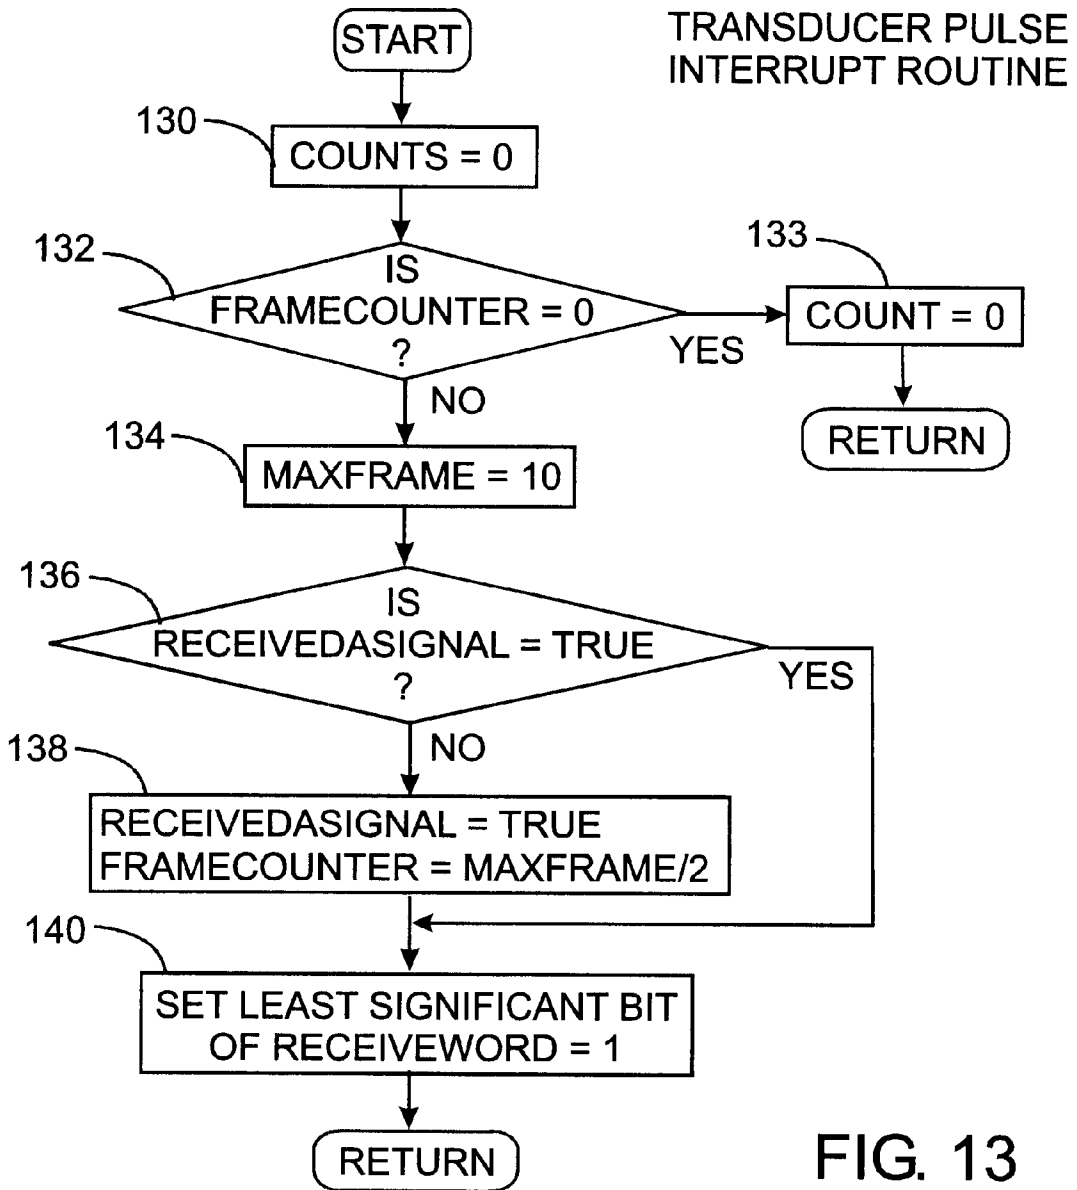 TRANSDUCER PULSE
INTERRUPT ROUTINE
START
130
COUNTS = 0
132
IS
FRAMECOUNTER = 0
?
YES
133
COUNT = 0
RETURN
NO
134
MAXFRAME = 10
136
IS
RECEIVEDASIGNAL = TRUE
?
YES
NO
138
RECEIVEDASIGNAL = TRUE
FRAMECOUNTER = MAXFRAME/2
140
SET LEAST SIGNIFICANT BIT
OF RECEIVEWORD = 1
RETURN
FIG. 13